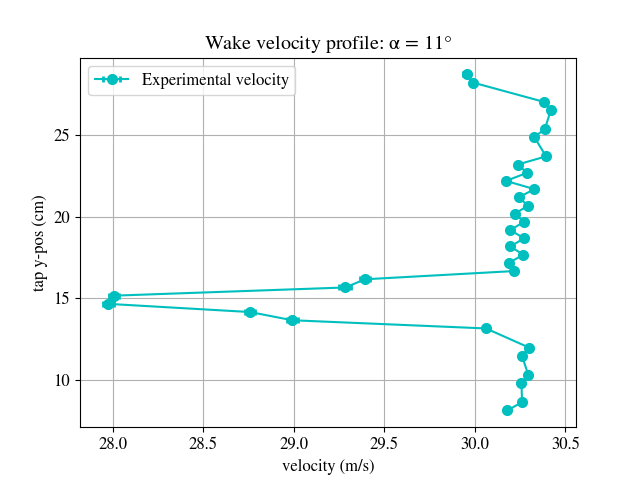 Wake velocity profile: α = 11°
Experimental velocity
tap y-pos (cm)
25
20
15
10
28.0 28.5 29.0 29.5 30.0 30.5
velocity (m/s)